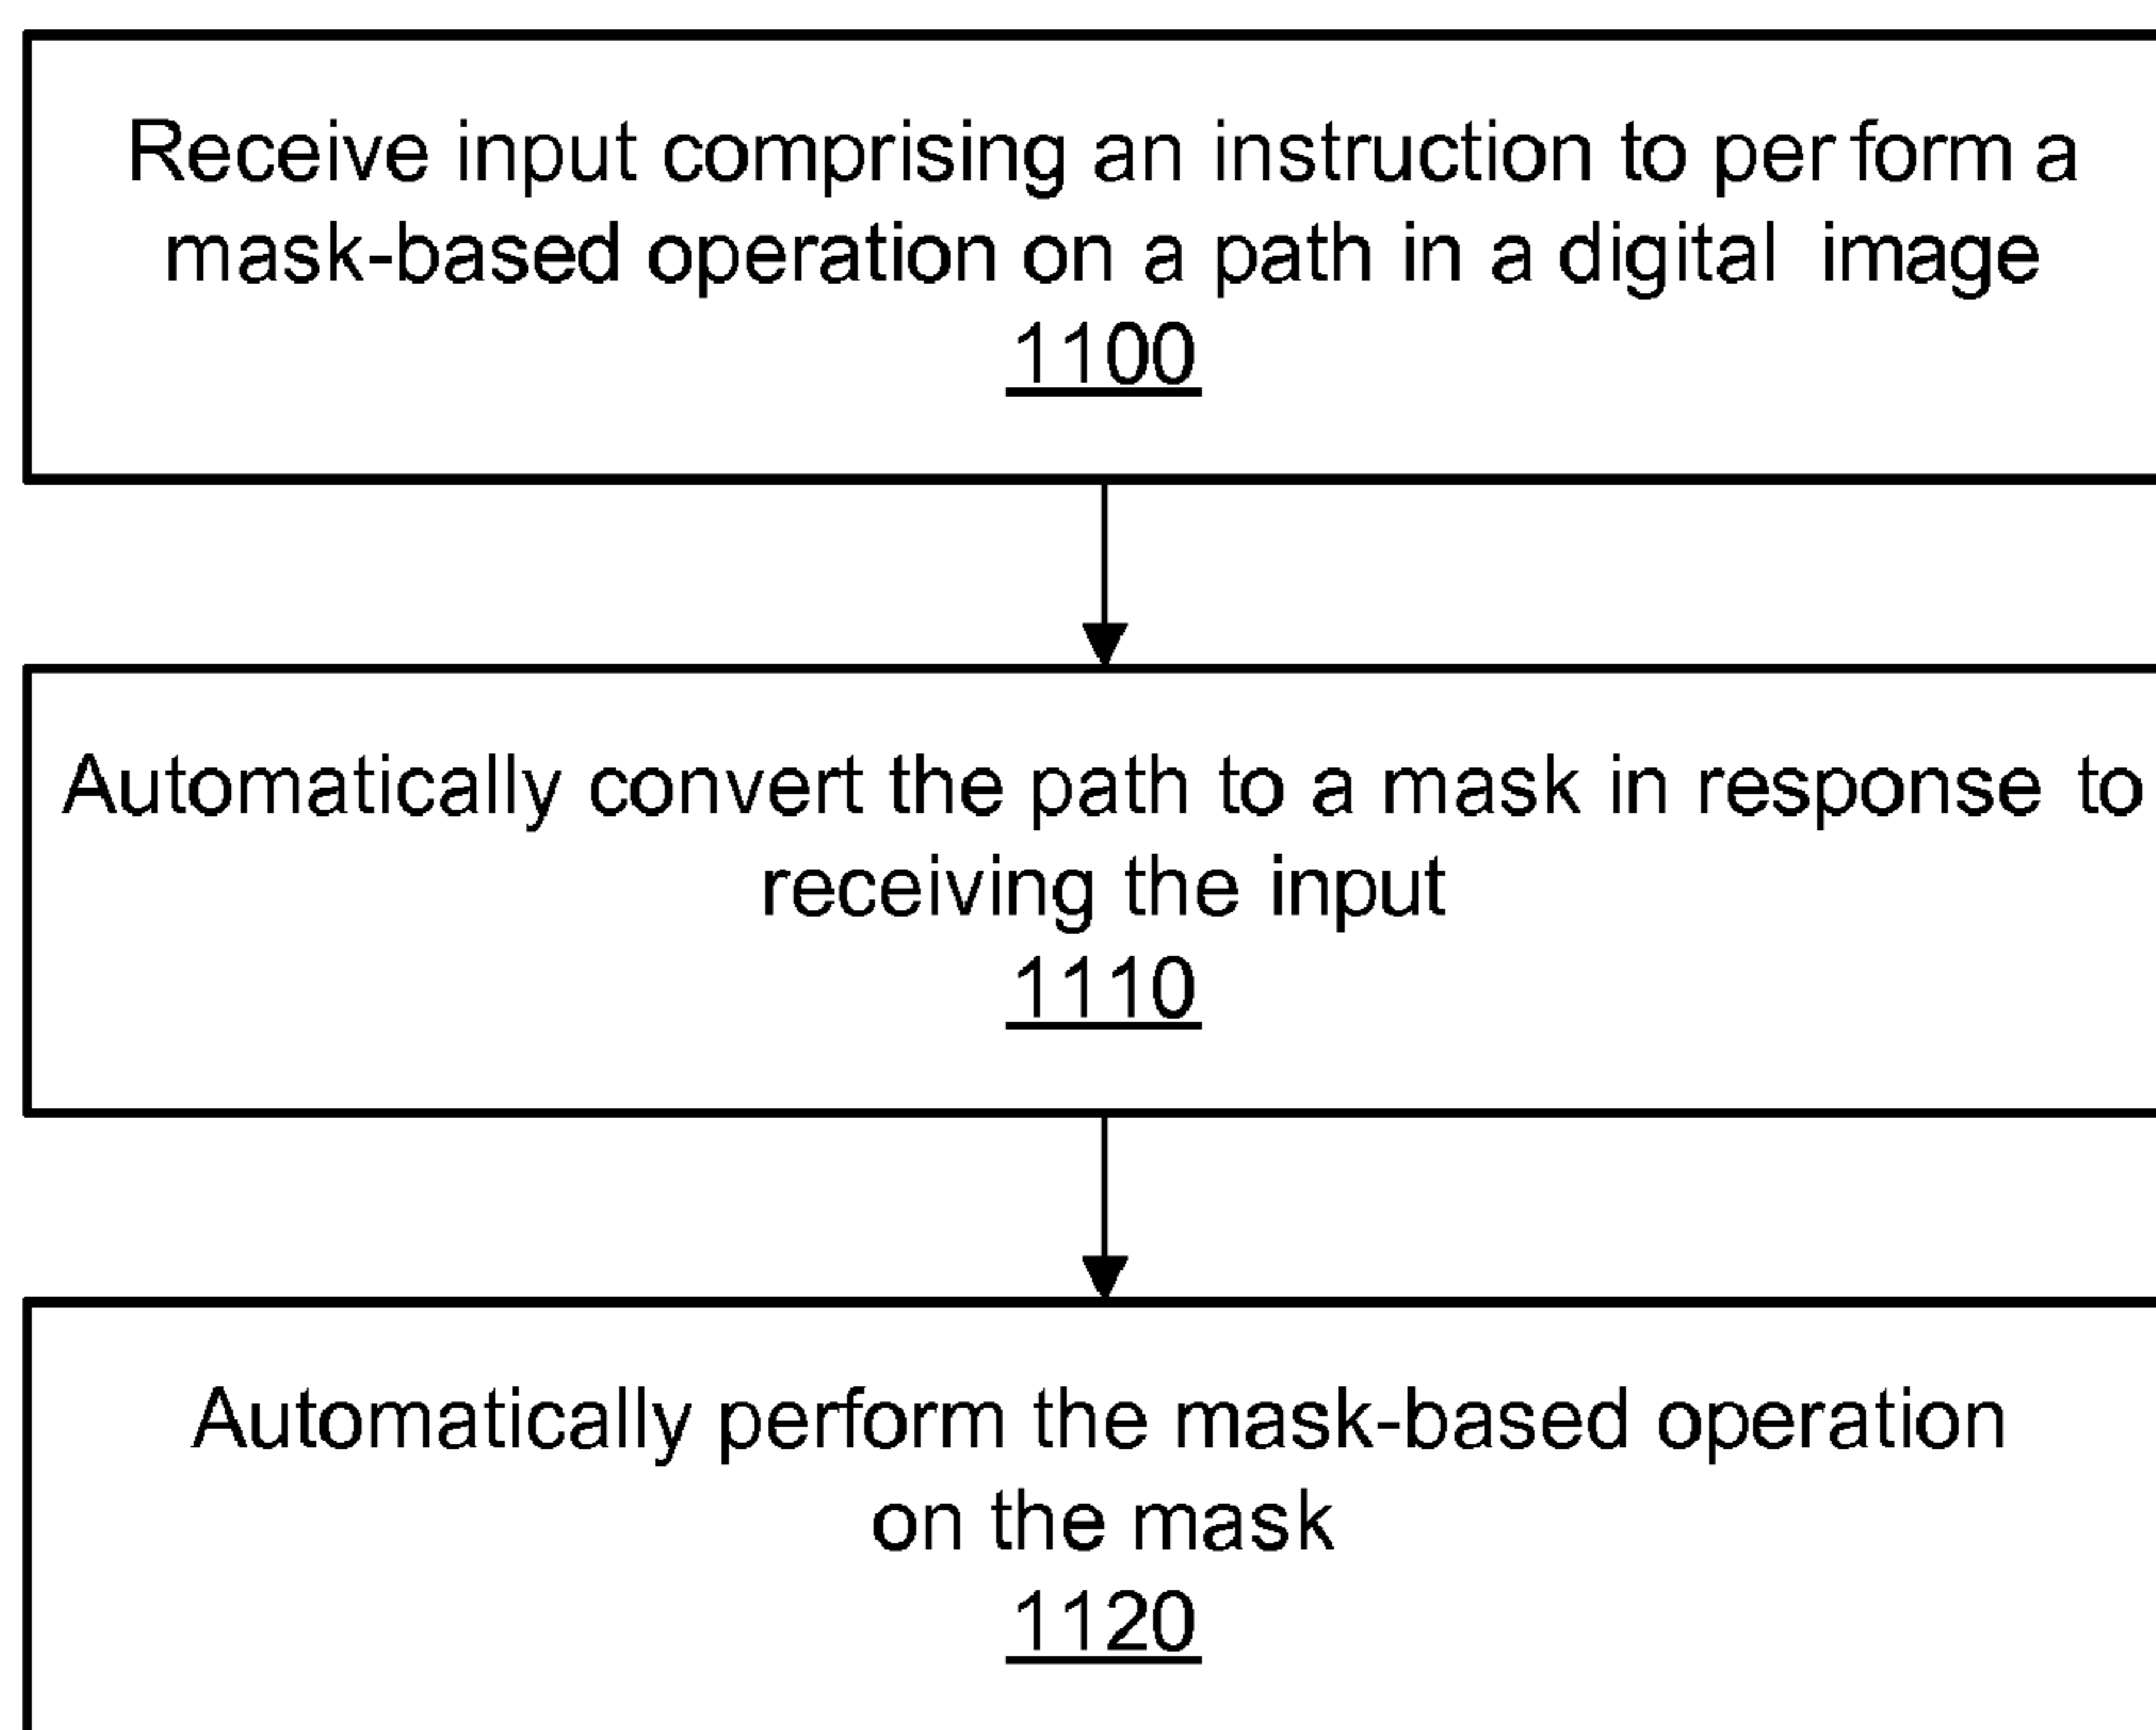 Receive input comprising an instruction to perform a
mask-based operation on a path in a digital image
1100
Automatically convert the path to a mask in response to
receiving the input
1110
Automatically perform the mask-based operation
on the mask
1120